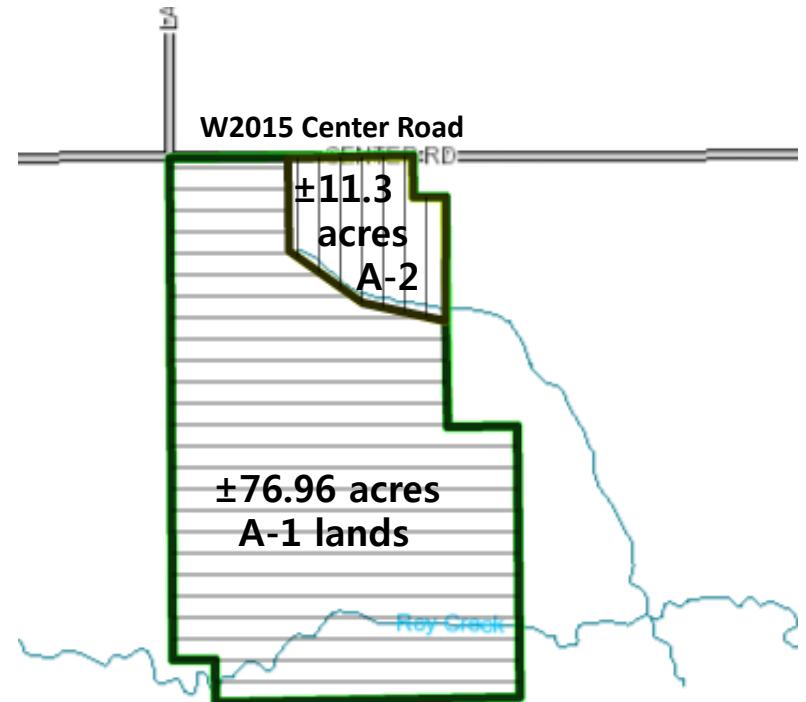 W2015 Center Road
CENTER RD
±11.3
acres
A-2
±76.96 acres
A-1 lands
Roy Creek